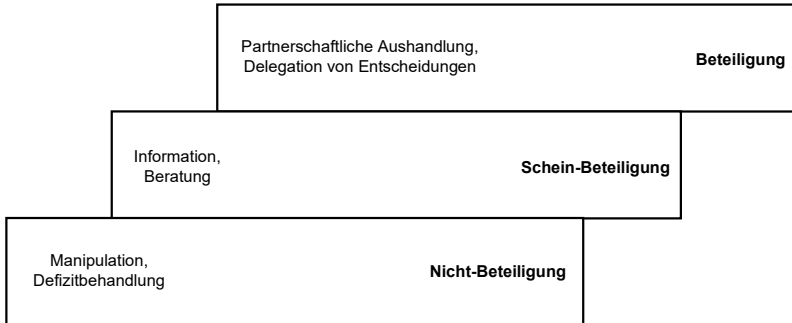 Partnerschaftliche Aushandlung,
Delegation von Entscheidungen
Beteiligung
Information,
Beratung
Schein-Beteiligung
Manipulation,
Defizitbehandlung
Nicht-Beteiligung